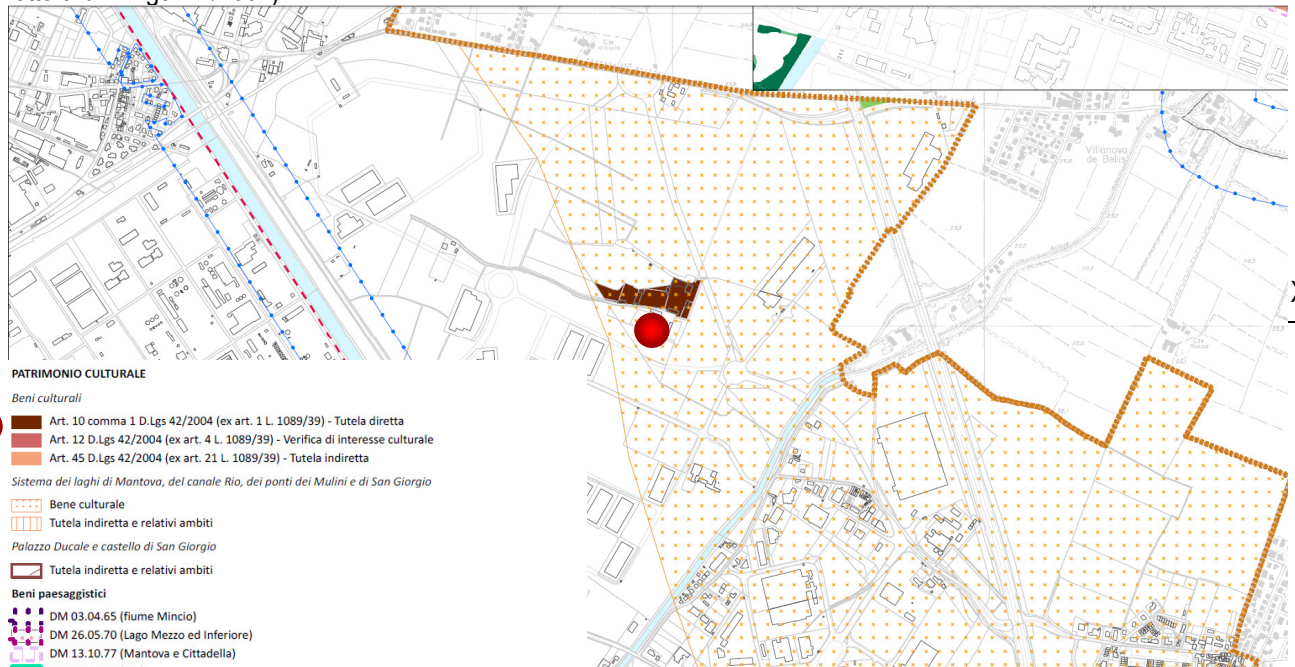 Villanova
de Bellis
PATRIMONIO CULTURALE
Beni culturali
Art. 10 comma 1 D.Lgs 42/2004 (ex art. 1 L. 1089/39) - Tutela diretta
Art. 12 D.Lgs 42/2004 (ex art. 4 L. 1089/39) - Verifica di interesse culturale
Art. 45 D.Lgs 42/2004 (ex art. 21 L. 1089/39) - Tutela indiretta
Sistema dei laghi di Mantova, del canale Rio, dei ponti dei Mulini e di San Giorgio
Bene culturale
Tutela indiretta e relativi ambiti
Palazzo Ducale e castello di San Giorgio
Tutela indiretta e relativi ambiti
Beni paesaggistici
DM 03.04.65 (fiume Mincio)
DM 26.05.70 (Lago Mezzo ed Inferiore)
DM 13.10.77 (Mantova e Cittadella)